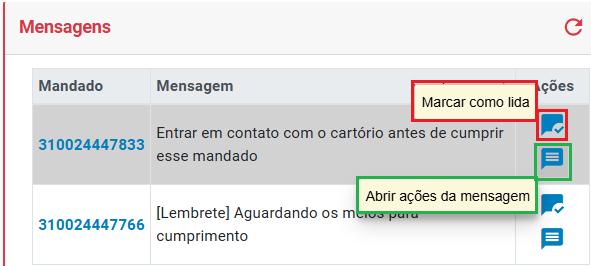 Mensagens
Mandado Mensagem Ações
Marcar como lida
310024447833 Entrar em contato com o cartório antes de cumprir
esse mandado
Abrir ações da mensagem
310024447766 [Lembrete] Aguardando os meios para
cumprimento